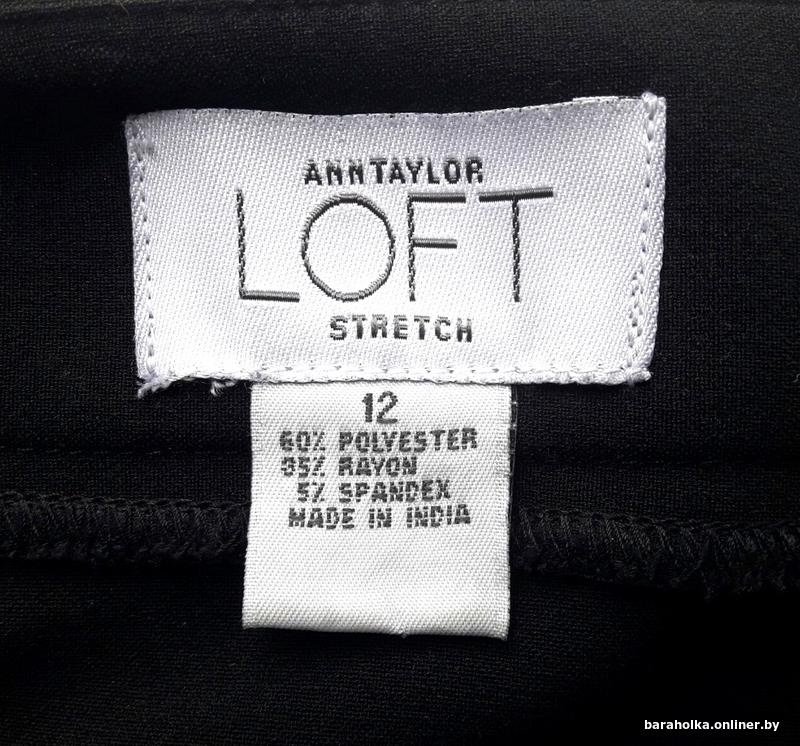 ANNTAYLOR
LOFT
STRETCH
12
60% POLYESTER
35% RAYON
5% SPANDEX
MADE IN INDIA
baraholka.onliner.by